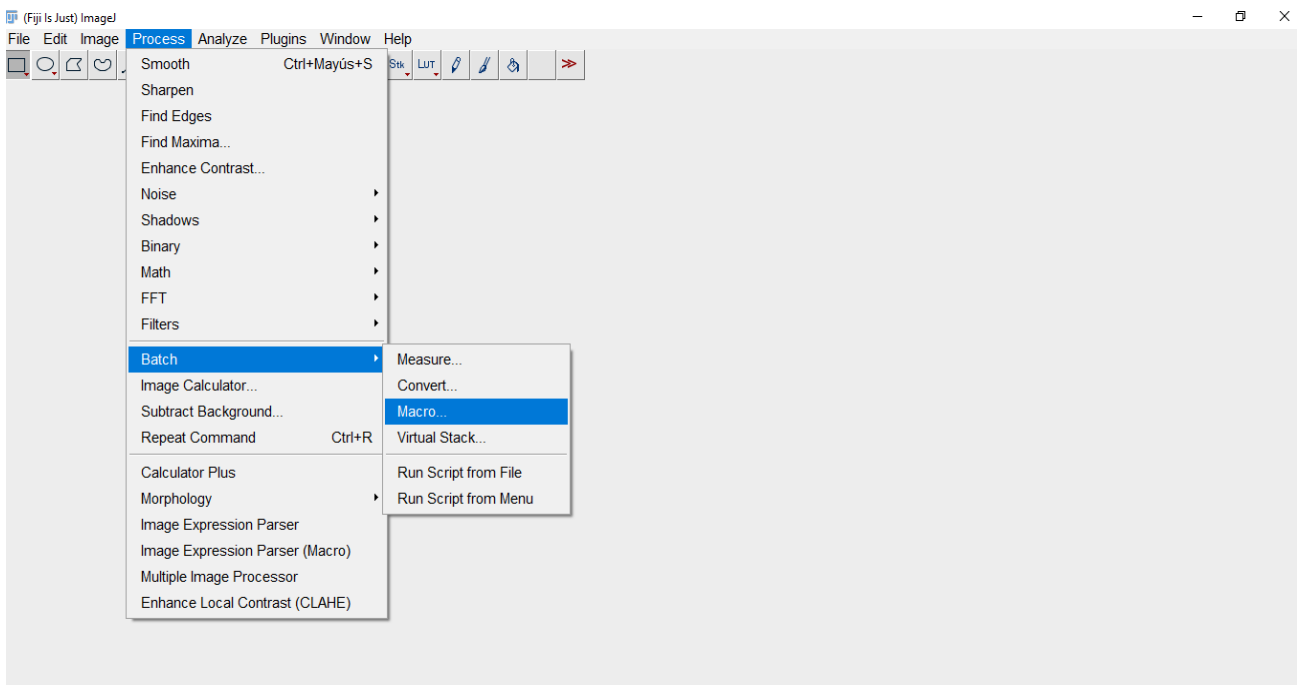 (Fiji Is Just) ImageJ
File Edit Image Process Analyze Plugins Window Help
Stk LUT
Smooth Ctrl+Mayús+S
Sharpen
Find Edges
Find Maxima...
Enhance Contrast...
Noise
Shadows
Binary
Math
FFT
Filters
Batch
Image Calculator...
Subtract Background...
Repeat Command Ctrl+R
Calculator Plus
Morphology
Image Expression Parser
Image Expression Parser (Macro)
Multiple Image Processor
Enhance Local Contrast (CLAHE)
Measure...
Convert...
Macro...
Virtual Stack...
Run Script from File
Run Script from Menu